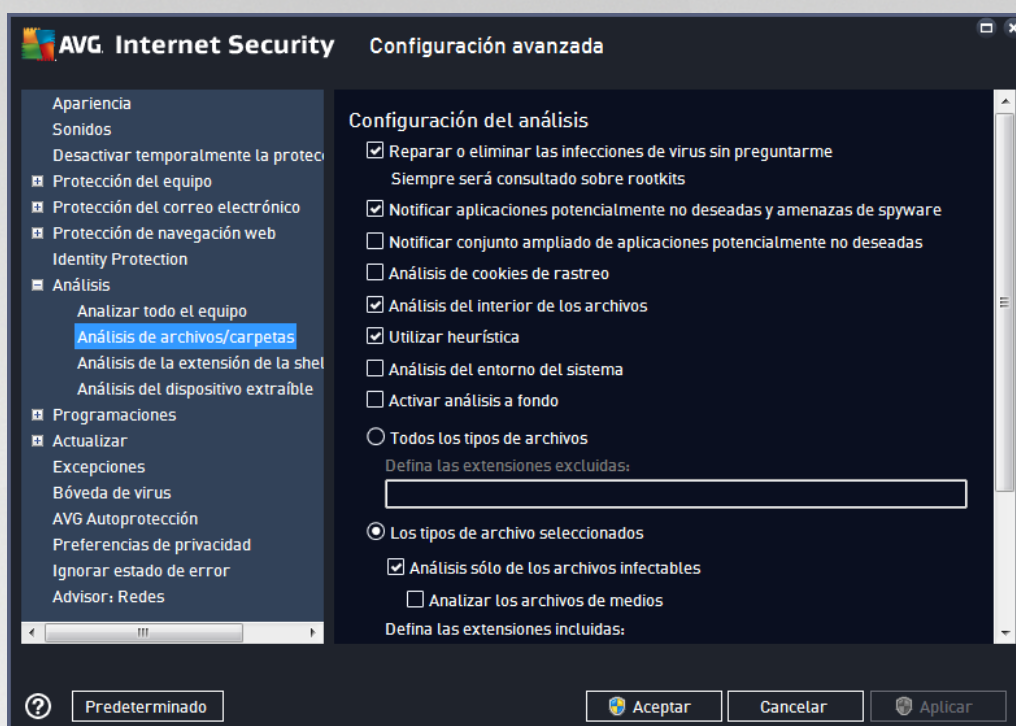 AVG. Internet Security
Configuración avanzada
Apariencia
Sonidos
Desactivar temporalmente la protec
Protección del equipo
Protección del correo electrónico
Protección de navegación web
Identity Protection
Análisis
Analizar todo el equipo
Análisis de archivos/carpetas
Análisis de la extensión de la shel
Análisis del dispositivo extraíble
Programaciones
Actualizar
Excepciones
Bóveda de virus
AVG Autoprotección
Preferencias de privacidad
Ignorar estado de error
Advisor: Redes
Configuración del análisis
Reparar o eliminar las infecciones de virus sin preguntarme
Siempre será consultado sobre rootkits
Notificar aplicaciones potencialmente no deseadas y amenazas de spyware
Notificar conjunto ampliado de aplicaciones potencialmente no deseadas
Análisis de cookies de rastreo
Análisis del interior de los archivos
Utilizar heurística
Análisis del entorno del sistema
Activar análisis a fondo
Todos los tipos de archivos
Defina las extensiones excluidas:
Los tipos de archivo seleccionados
Análisis sólo de los archivos infectables
Analizar los archivos de medios
Defina las extensiones incluidas:
Predeterminado
Aceptar
Cancelar
Aplicar